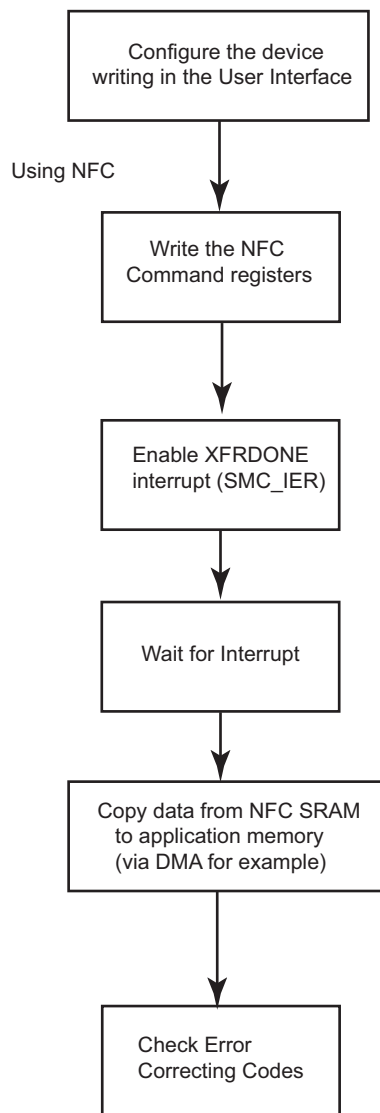 Configure the device
writing in the User Interface
Using NFC
Write the NFC
Command registers
Enable XFRDONE
interrupt (SMC_IER)
Wait for Interrupt
Copy data from NFC SRAM
to application memory
(via DMA for example)
Check Error
Correcting Codes